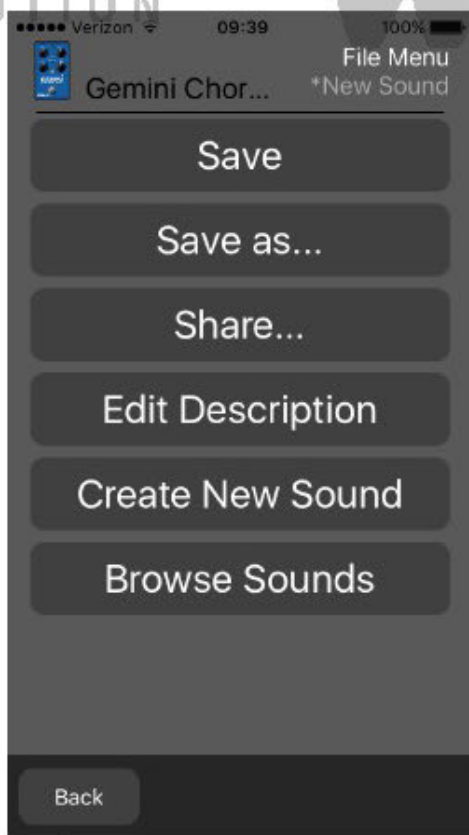 TION
Verizon 09:39 100%
File Menu
Gemini Chor... *New Sound
Save
Save as...
Share...
Edit Description
Create New Sound
Browse Sounds
Back